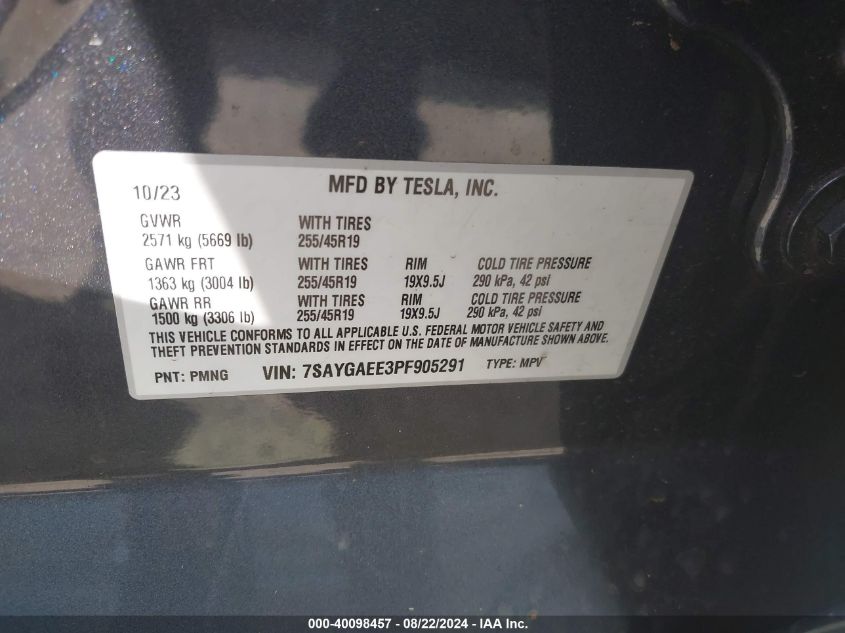 10/23 MFD BY TESLA, INC.
GVWR WITH TIRES
2571 kg (5669 lb) 255/45R19
GAWR FRT WITH TIRES RIM COLD TIRE PRESSURE
1363 kg (3004 lb) 255/45R19 19X9.5J 290 kPa, 42 psi
GAWR RR WITH TIRES RIM COLD TIRE PRESSURE
1500 kg (3306 lb) 255/45R19 19X9.5J 290 kPa, 42 psi
THIS VEHICLE CONFORMS TO ALL APPLICABLE U.S. FEDERAL MOTOR VEHICLE SAFETY AND
THEFT PREVENTION STANDARDS IN EFFECT ON THE DATE OF MANUFACTURE SHOWN ABOVE.
PNT: PMNG VIN: 7SAYGAEE3PF905291 TYPE: MPV
000-40098457 - 08/22/2024 - IAA Inc.